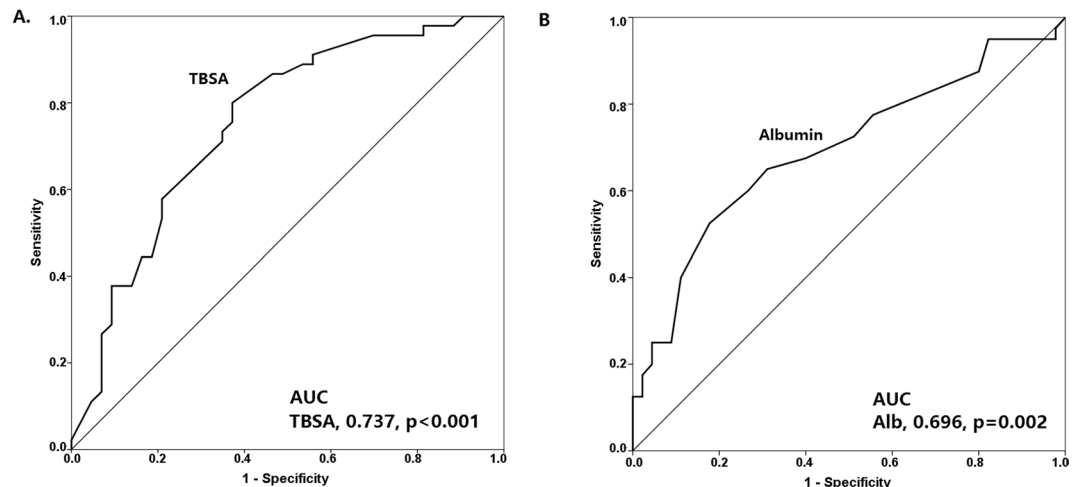 A.
1.0
0.8
0.6
0.4
0.2
0.0
Sensitivity
TBSA
AUC
TBSA, 0.737, p<0.001
0.0 0.2 0.4 0.6 0.8 1.0
1 - Specificity
B
1.0
0.8
0.6
0.4
0.2
0.0
Sensitivity
Albumin
AUC
Alb, 0.696, p=0.002
0.0 0.2 0.4 0.6 0.8 1.0
1 - Specificity